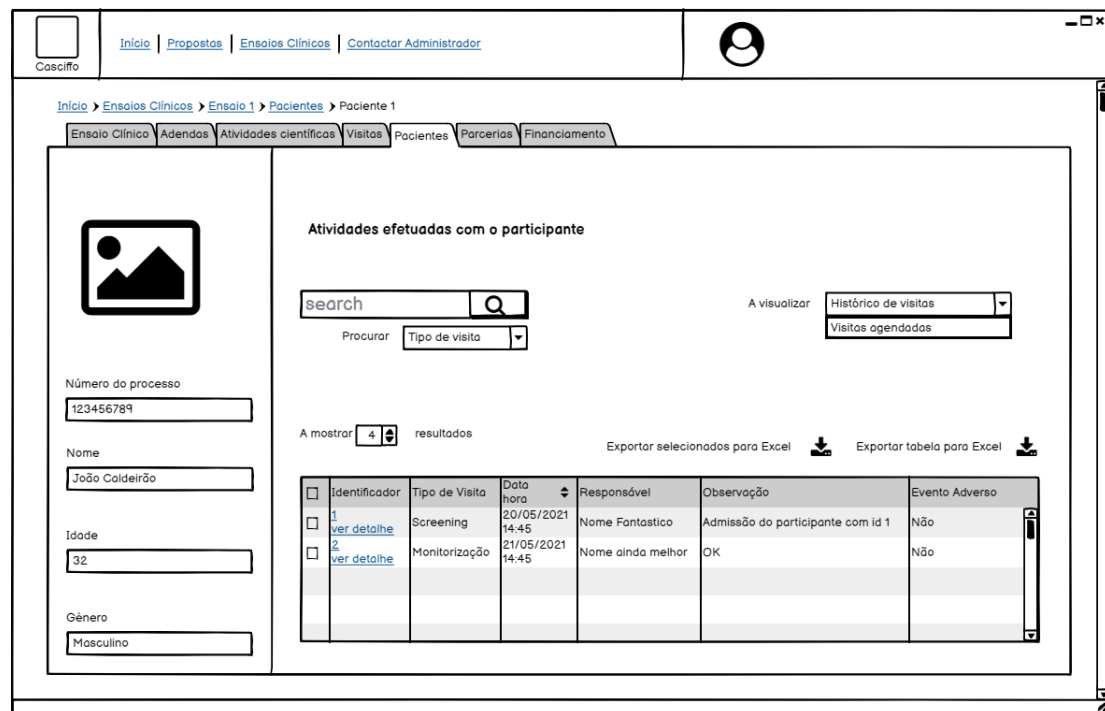 Casciffo
Início | Propostas | Ensaios Clínicos | Contactar Administrador
Início > Ensaios Clínicos > Ensaio 1 > Pacientes > Paciente 1
Ensaio Clínico Adendas Atividades científicas Visitas Pacientes Parcerias Financiamento
Número do processo
123456789
Nome
João Caldeirão
Idade
32
Género
Masculino
Atividades efetuadas com o participante
search
Procurar Tipo de visita
A visualizar Histórico de visitas
Visitas agendadas
A mostrar 4 resultados
Exportar selecionados para Excel Exportar tabela para Excel
Identificador Tipo de Visita Data hora Responsável Observação Evento Adverso
1 ver detalhe Screening 20/05/2021 14:45 Nome Fantastico Admissão do participante com id 1 Não
2 ver detalhe Monitorização 21/05/2021 14:45 Nome ainda melhor OK Não